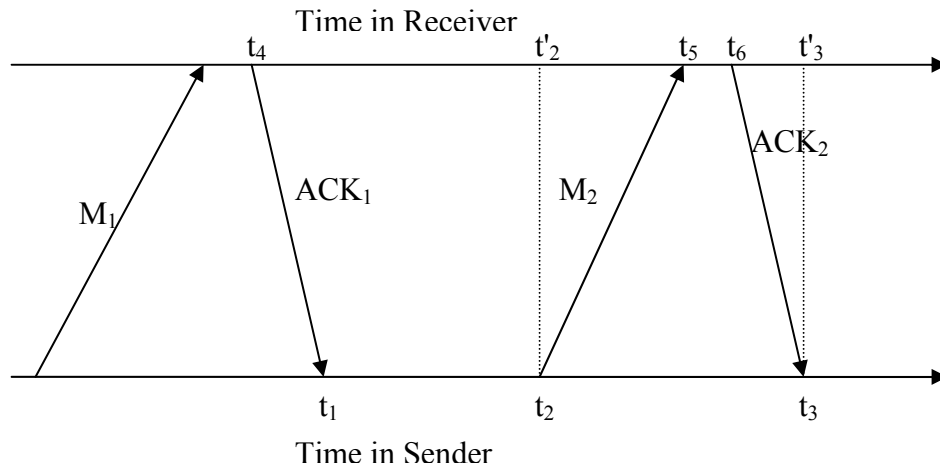 Time in Receiver
t4 t'2 t5 t6 t'3
ACK2
ACK1
M1 M2
t1 t2 t3
Time in Sender